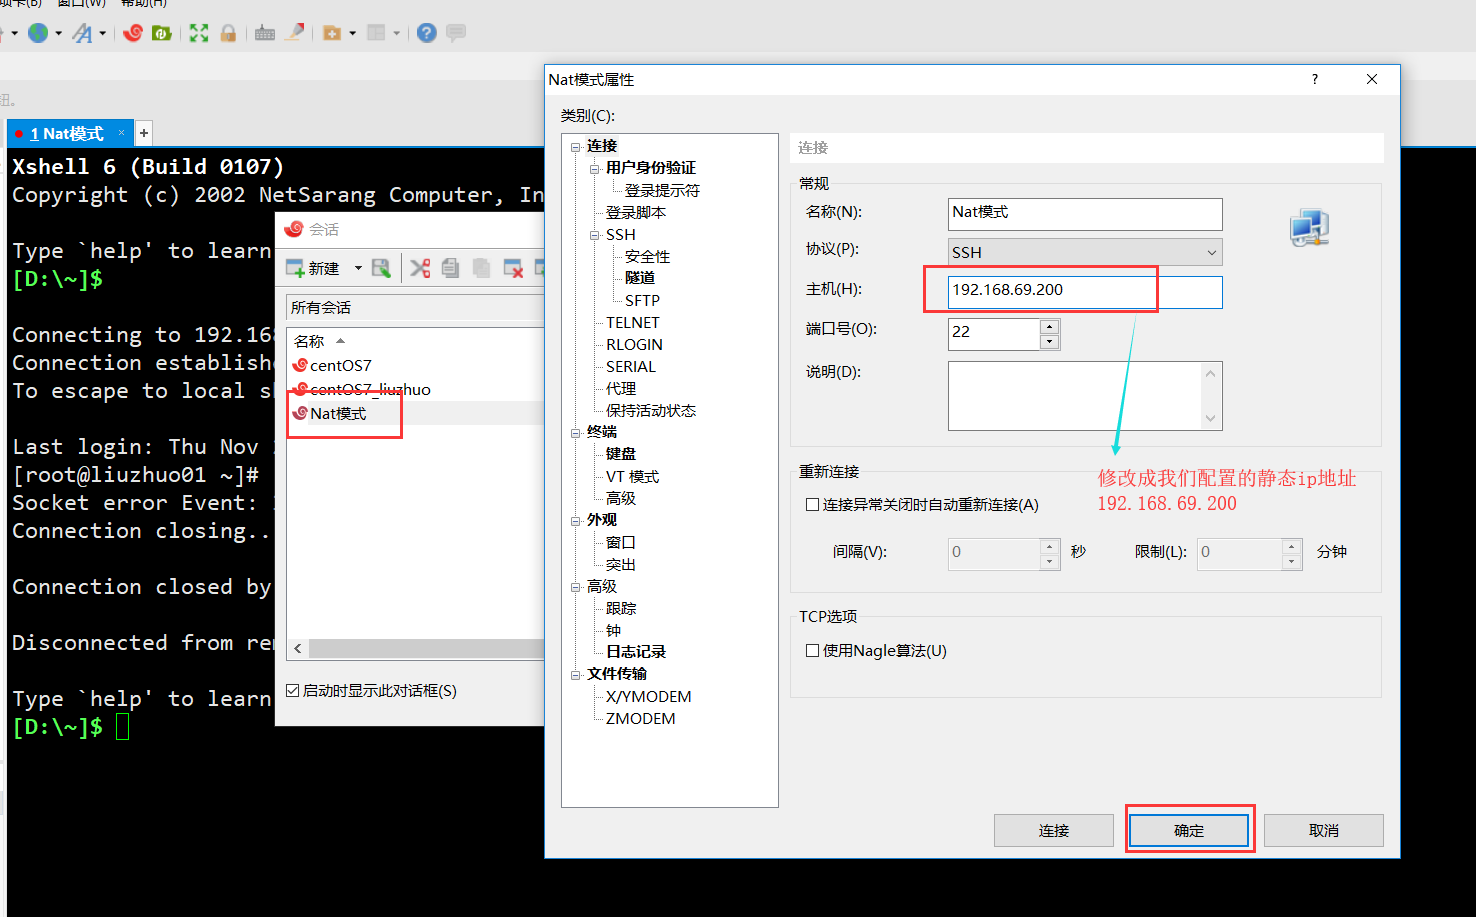 项卡(B) 窗口(W) 帮助(H)
钮。
1 Nat模式 × +
Xshell 6 (Build 0107)
Copyright (c) 2002 NetSarang Computer, In
Type `help' to learn
[D:\~]$
Connecting to 192.168
Connection establishe
To escape to local sh
Last login: Thu Nov
[root@liuzhuo01 ~]#
Socket error Event:
Connection closing..
Connection closed by
Disconnected from rem
Type `help' to learn
[D:\~]$
会话
新建
所有会话
名称
centOS7
centOS7_liuzhuo
Nat模式
启动时显示此对话框(S)
Nat模式属性
类别(C):
连接
用户身份验证
登录提示符
登录脚本
SSH
安全性
隧道
SFTP
TELNET
RLOGIN
SERIAL
代理
保持活动状态
终端
键盘
VT 模式
高级
外观
窗口
突出
高级
跟踪
钟
日志记录
文件传输
X/YMODEM
ZMODEM
连接
常规
名称(N): Nat模式
协议(P): SSH
主机(H): 192.168.69.200
端口号(O): 22
说明(D):
修改成我们配置的静态ip地址
192.168.69.200
重新连接
连接异常关闭时自动重新连接(A)
间隔(V): 0 秒 限制(L): 0 分钟
TCP选项
使用Nagle算法(U)
连接 确定 取消